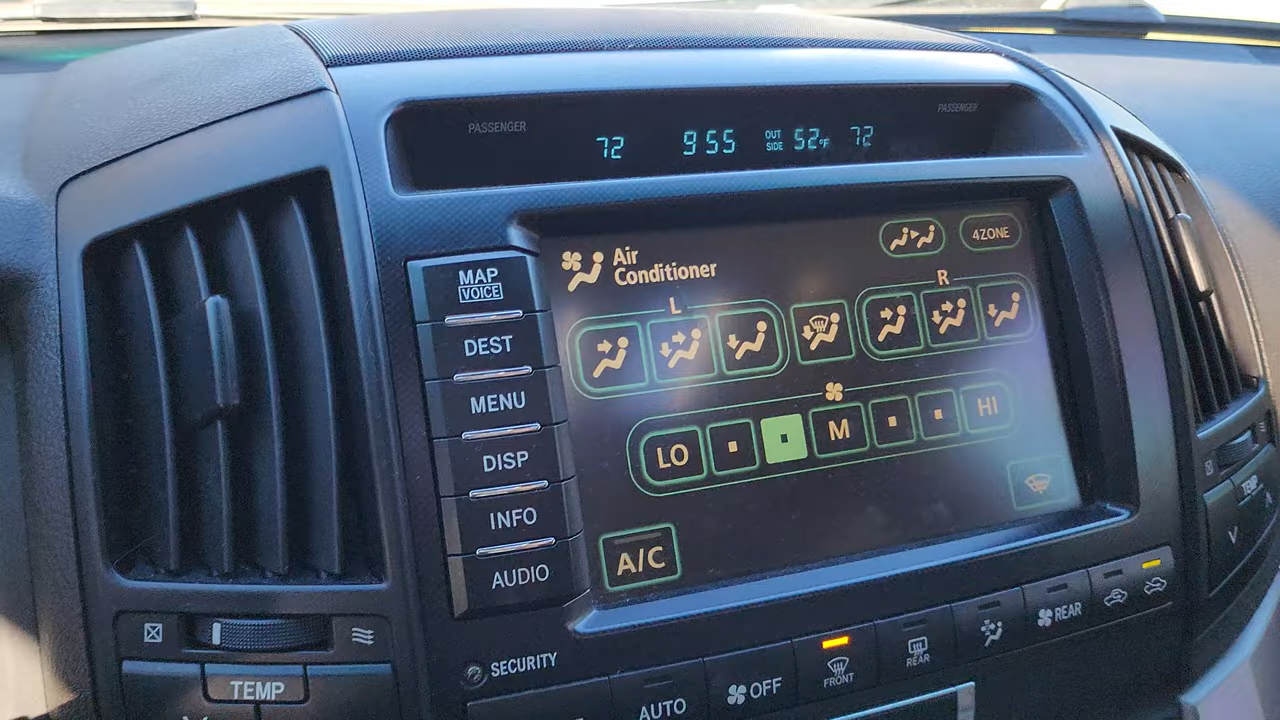 PASSENGER
PASSENGER
72 9:55 OUT SIDE 52°F 72
Air
Conditioner
4ZONE
L
R
LO M HI
A/C
MAP
VOICE
DEST
MENU
DISP
INFO
AUDIO
SECURITY
TEMP
AUTO
OFF
FRONT
REAR
REAR
TEMP